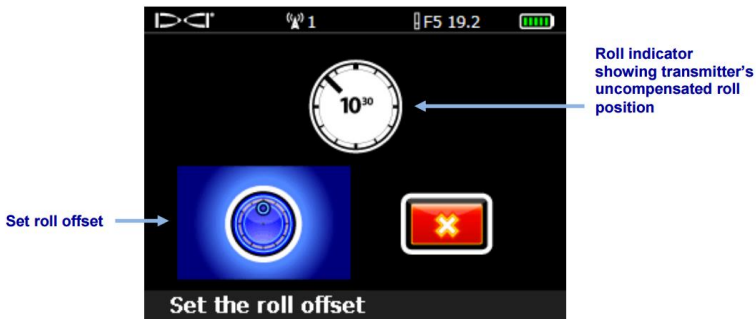 DCI 1 F5 19.2
Roll indicator
showing transmitter's
uncompensated roll
position
10³⁰
Set roll offset
Set the roll offset